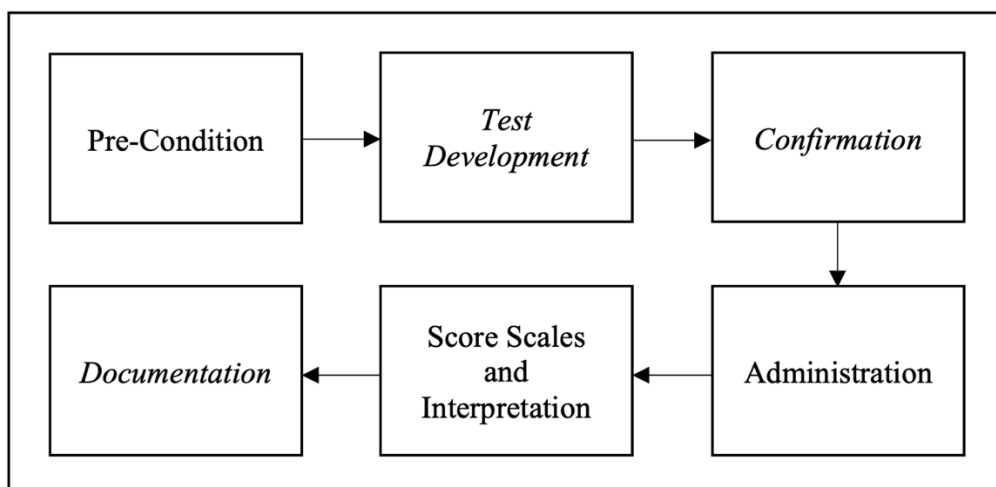 Pre-Condition
Test
Development
Confirmation
Administration
Score Scales
and
Interpretation
Documentation